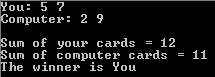 You: 5 7
Computer: 2 9
Sum of your cards = 12
Sum of computer cards = 11
The winner is You